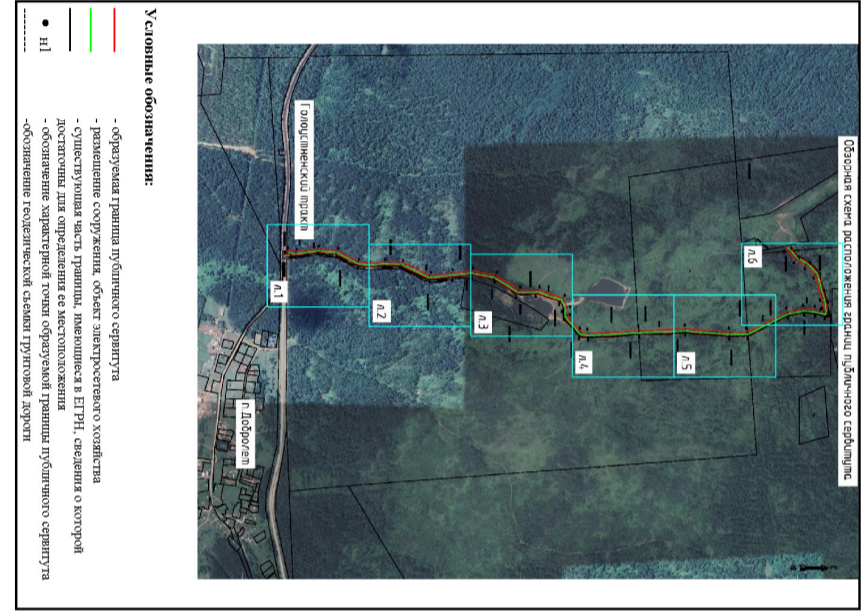 Обзорная схема расположения границ публичного сервитута
л.6
л.5
л.4
л.3
л.2
л.1
Голоустненский тракт
п.Добролет
Условные обозначения:
- образуемая граница публичного сервитута
- размещение сооружения, объект электросетевого хозяйства
- существующая часть границы, имеющиеся в ЕГРН, сведения о которой
достаточны для определения ее местоположения
н1 - обозначение характерной точки образуемой границы публичного сервитута
-обозначение геодезической съемки грунтовой дороги